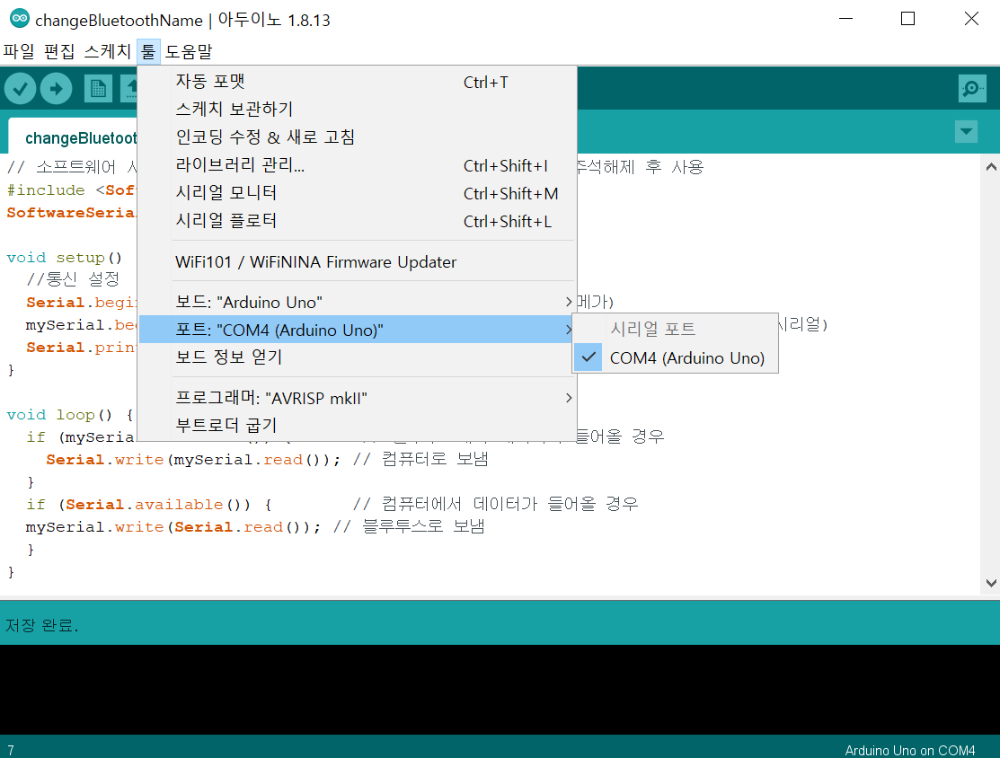 changeBluetoothName | 아두이노 1.8.13
파일 편집 스케치 툴 도움말
자동 포맷 Ctrl+T
스케치 보관하기
인코딩 수정 & 새로 고침
라이브러리 관리... Ctrl+Shift+I
시리얼 모니터 Ctrl+Shift+M
시리얼 플로터 Ctrl+Shift+L
WiFi101 / WiFiNINA Firmware Updater
보드: "Arduino Uno"
포트: "COM4 (Arduino Uno)"
보드 정보 얻기
프로그래머: "AVRISP mkII"
부트로더 굽기
시리얼 포트
COM4 (Arduino Uno)
changeBluetoot
// 소프트웨어 주석해제 후 사용
#include <Sof
SoftwareSeria
void setup()
//통신 설정
Serial.begi 메가)
mySerial.be 시리얼)
Serial.prin
}
void loop() {
if (mySeria 들어올 경우
Serial.write(mySerial.read()); // 컴퓨터로 보냄
}
if (Serial.available()) { // 컴퓨터에서 데이터가 들어올 경우
mySerial.write(Serial.read()); // 블루투스로 보냄
}
}
저장 완료.
7 Arduino Uno on COM4